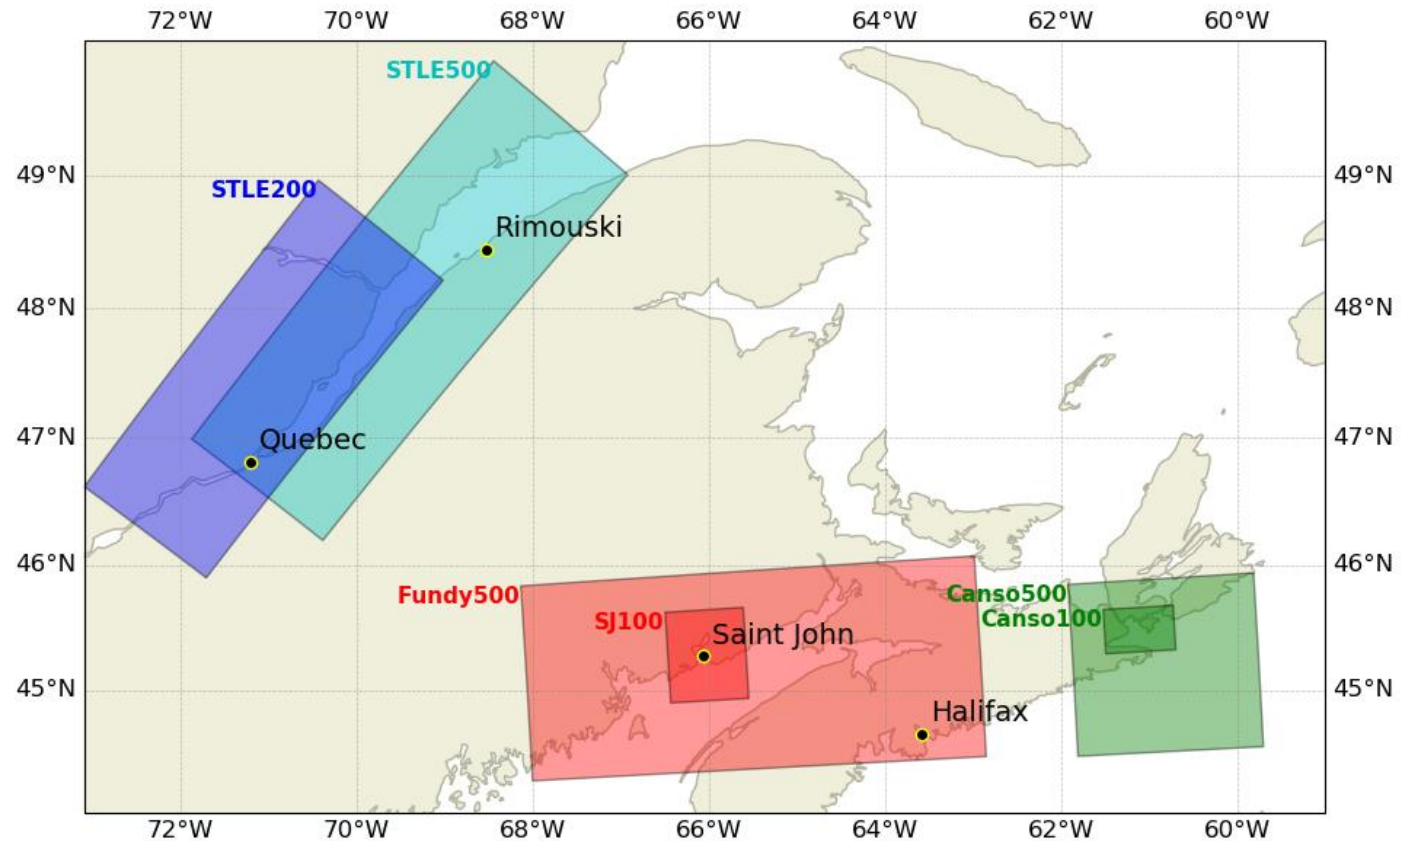 72°W 70°W 68°W 66°W 64°W 62°W 60°W
STLE500
49°N 49°N
STLE200
Rimouski
48°N 48°N
47°N Quebec 47°N
46°N 46°N
Fundy500 Canso500
SJ100 Canso100
Saint John
45°N 45°N
Halifax
72°W 70°W 68°W 66°W 64°W 62°W 60°W